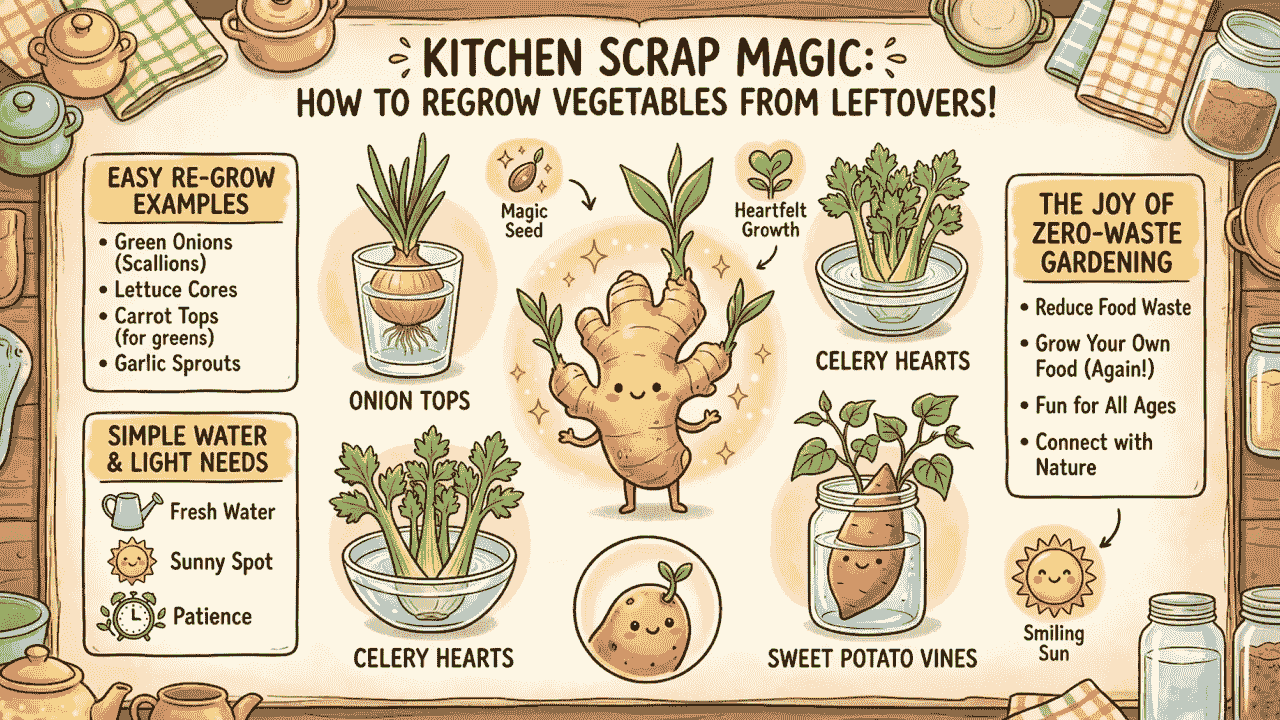 KITCHEN SCRAP MAGIC:
HOW TO REGROW VEGETABLES FROM LEFTOVERS!
EASY RE-GROW
EXAMPLES
• Green Onions
(Scallions)
• Lettuce Cores
• Carrot Tops
(for greens)
• Garlic Sprouts
SIMPLE WATER
& LIGHT NEEDS
Fresh Water
Sunny Spot
Patience
ONION TOPS
CELERY HEARTS
Magic
Seed
Heartfelt
Growth
CELERY HEARTS
SWEET POTATO VINES
THE JOY OF
ZERO-WASTE
GARDENING
• Reduce Food Waste
• Grow Your Own
Food (Again!)
• Fun for All Ages
• Connect with
Nature
Smiling
Sun